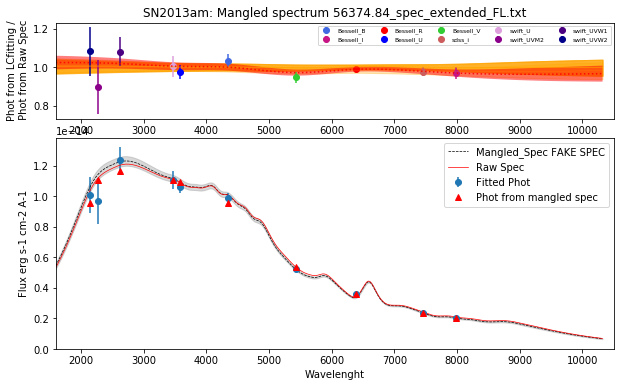 SN2013am: Mangled spectrum 56374.84_spec_extended_FL.txt
Phot from LCfitting /
Phot from Raw Spec
1.2
1.0
0.8
Bessell_B
Bessell_R
Bessell_V
swift_U
swift_UVW1
Bessell_I
Bessell_U
sdss_i
swift_UVM2
swift_UVW2
2000 3000 4000 5000 6000 7000 8000 9000 10000
1e−14
Flux erg s-1 cm-2 A-1
1.2
1.0
0.8
0.6
0.4
0.2
0.0
Mangled_Spec FAKE SPEC
Raw Spec
Fitted Phot
Phot from mangled spec
2000 3000 4000 5000 6000 7000 8000 9000 10000
Wavelenght